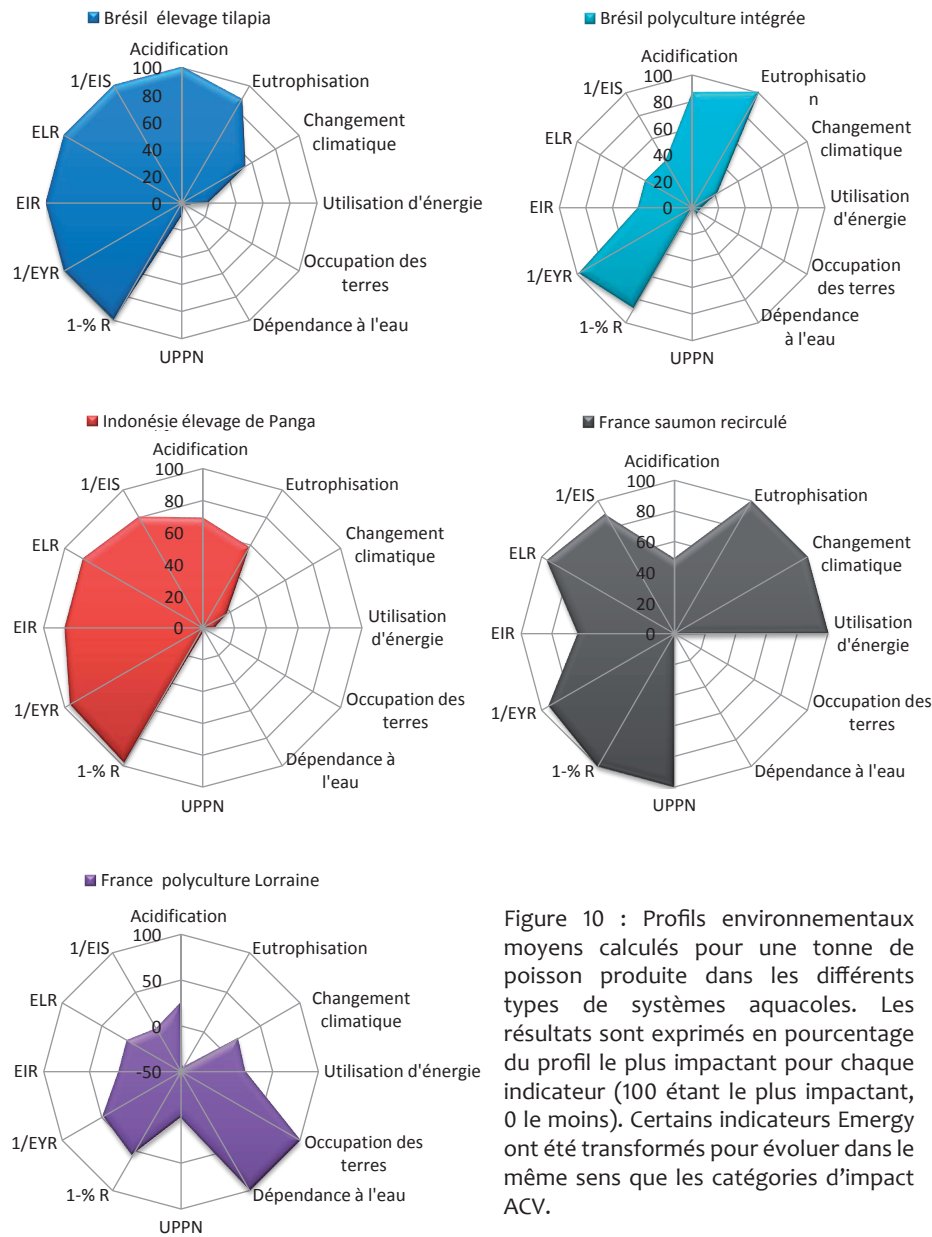 Brésil élevage tilapia
Acidification
100
80
60
40
20
0
Eutrophisation
Changement
climatique
Utilisation d'énergie
Occupation des
terres
Dépendance à l'eau
UPPN
1-% R
1/EYR
EIR
ELR
1/EIS
Brésil polyculture intégrée
Acidification
100
80
60
40
20
0
Eutrophisatio
n
Changement
climatique
Utilisation
d'énergie
Occupation
des terres
Dépendance
à l'eau
UPPN
1-% R
1/EYR
EIR
ELR
1/EIS
Indonésie élevage de Panga
Acidification
100
80
60
40
20
0
Eutrophisation
Changement
climatique
Utilisation
d'énergie
Occupation des
terres
Dépendance à
l'eau
UPPN
1-% R
1/EYR
EIR
ELR
1/EIS
France saumon recirculé
Acidification
100
80
60
40
20
0
Eutrophisation
Changement
climatique
Utilisation
d'énergie
Occupation des
terres
Dépendance à l'eau
UPPN
1-% R
1/EYR
EIR
ELR
1/EIS
France polyculture Lorraine
Acidification
100
50
0
-50
Eutrophisation
Changement
climatique
Utilisation d'énergie
Occupation des
terres
Dépendance à l'eau
UPPN
1-% R
1/EYR
EIR
ELR
1/EIS
Figure 10 : Profils environnementaux
moyens calculés pour une tonne de
poisson produite dans les différents
types de systèmes aquacoles. Les
résultats sont exprimés en pourcentage
du profil le plus impactant pour chaque
indicateur (100 étant le plus impactant,
0 le moins). Certains indicateurs Emergy
ont été transformés pour évoluer dans le
même sens que les catégories d'impact
ACV.